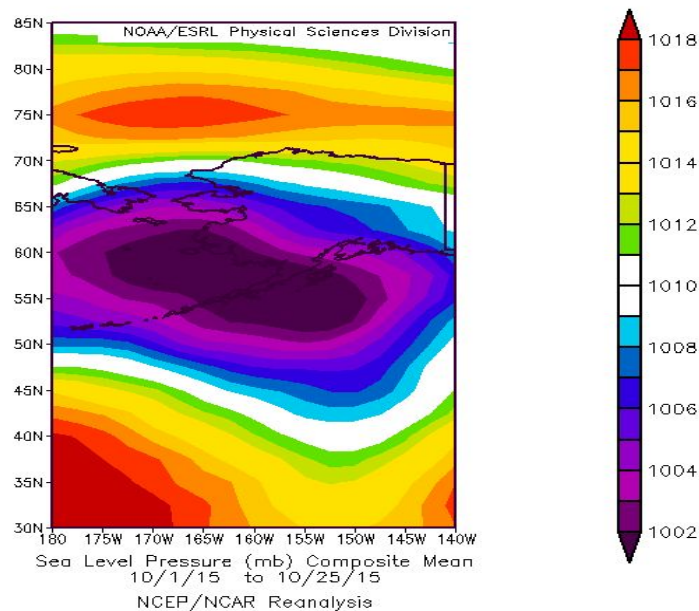 NOAA/ESRL Physical Sciences Division
85N
80N
75N
70N
65N
60N
55N
50N
45N
40N
35N
30N
180 175W 170W 165W 160W 155W 150W 145W 140W
Sea Level Pressure (mb) Composite Mean
10/1/15 to 10/25/15
NCEP/NCAR Reanalysis
1018
1016
1014
1012
1010
1008
1006
1004
1002